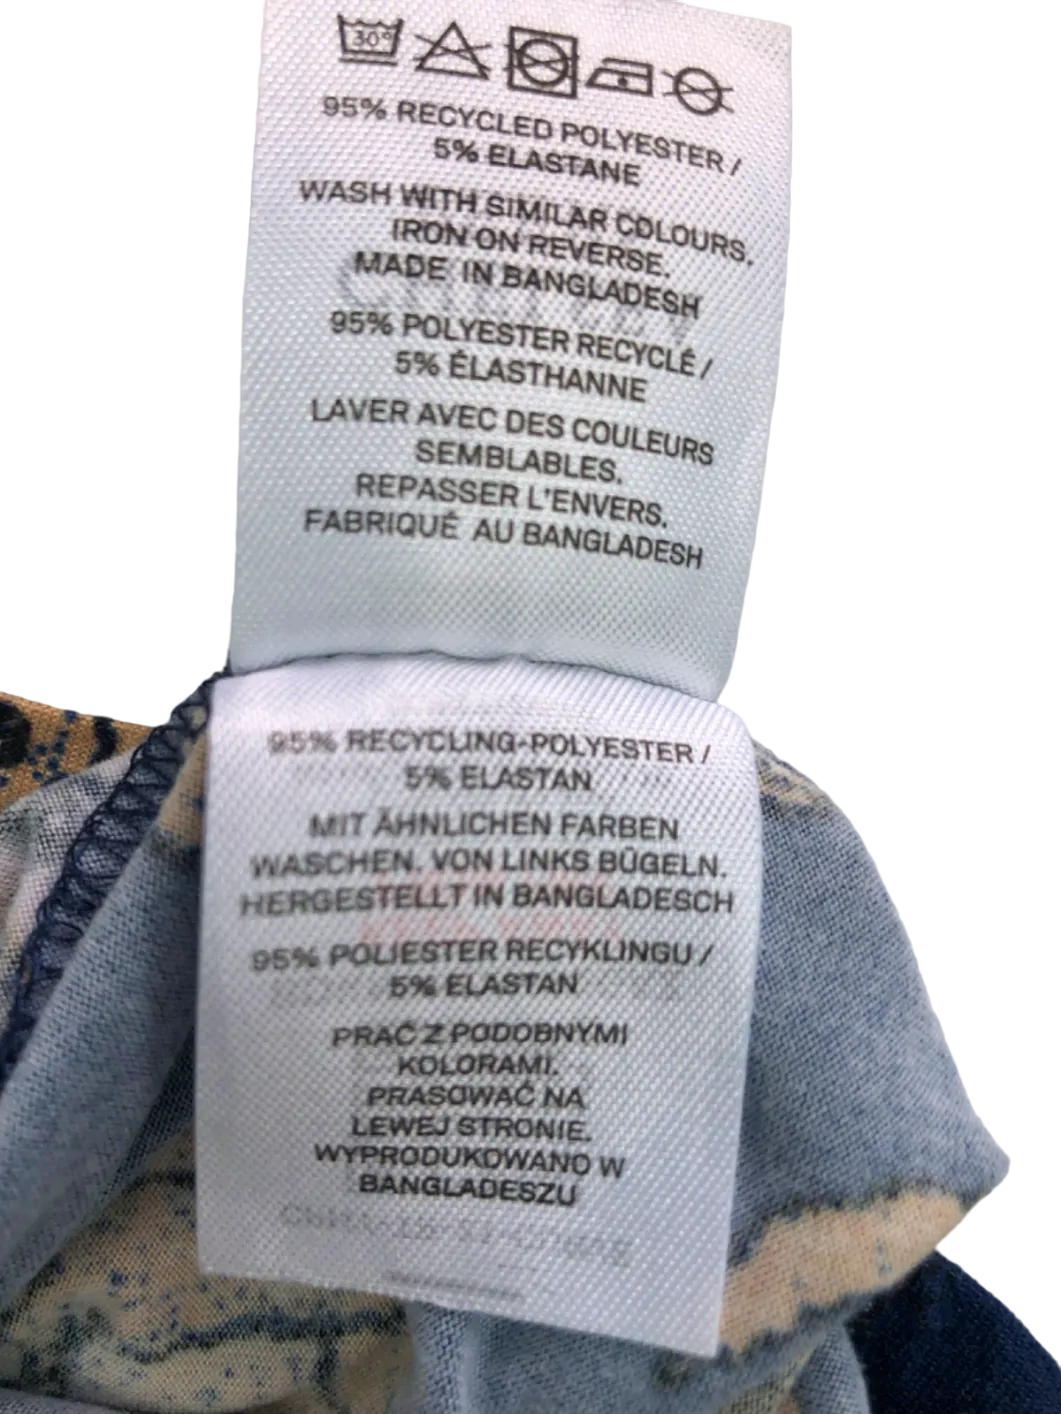 30°
95% RECYCLED POLYESTER /
5% ELASTANE
WASH WITH SIMILAR COLOURS.
IRON ON REVERSE.
MADE IN BANGLADESH
95% POLYESTER RECYCLÉ /
5% ÉLASTHANNE
LAVER AVEC DES COULEURS
SEMBLABLES.
REPASSER L'ENVERS.
FABRIQUÉ AU BANGLADESH
95% RECYCLING-POLYESTER /
5% ELASTAN
MIT ÄHNLICHEN FARBEN
WASCHEN. VON LINKS BÜGELN.
HERGESTELLT IN BANGLADESCH
95% POLIESTER RECYKLINGU /
5% ELASTAN
PRAĆ Z PODOBNYMI
KOLORAMI.
PRASOWAĆ NA
LEWEJ STRONIE.
WYPRODUKOWANO W
BANGLADESZU